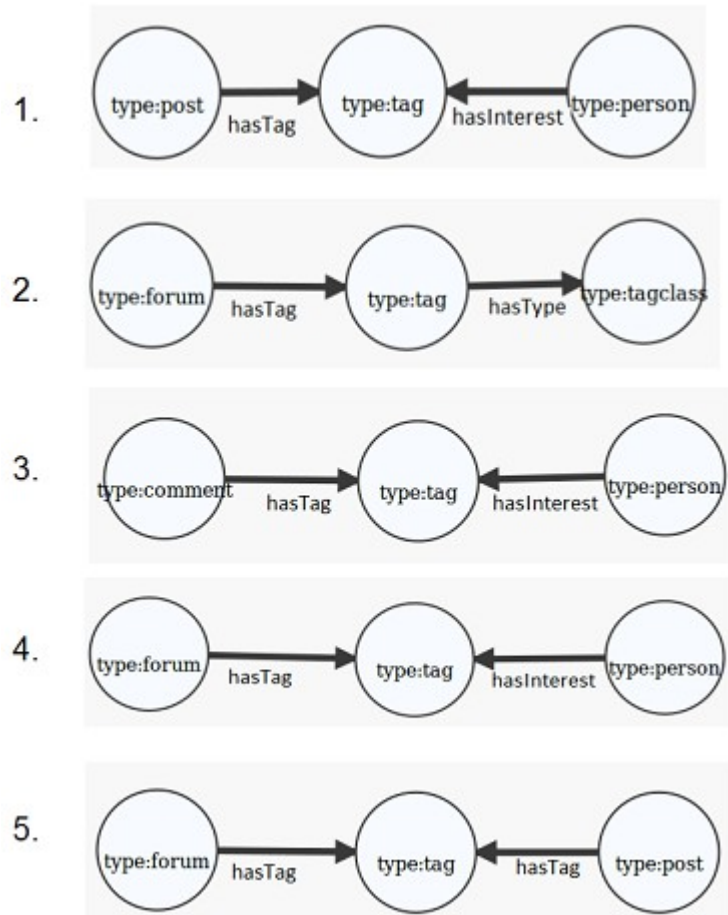 1.
type:post
hasTag
type:tag
hasInterest
type:person
2.
type:forum
hasTag
type:tag
hasType
type:tagclass
3.
type:comment
hasTag
type:tag
hasInterest
type:person
4.
type:forum
hasTag
type:tag
hasInterest
type:person
5.
type:forum
hasTag
type:tag
hasTag
type:post